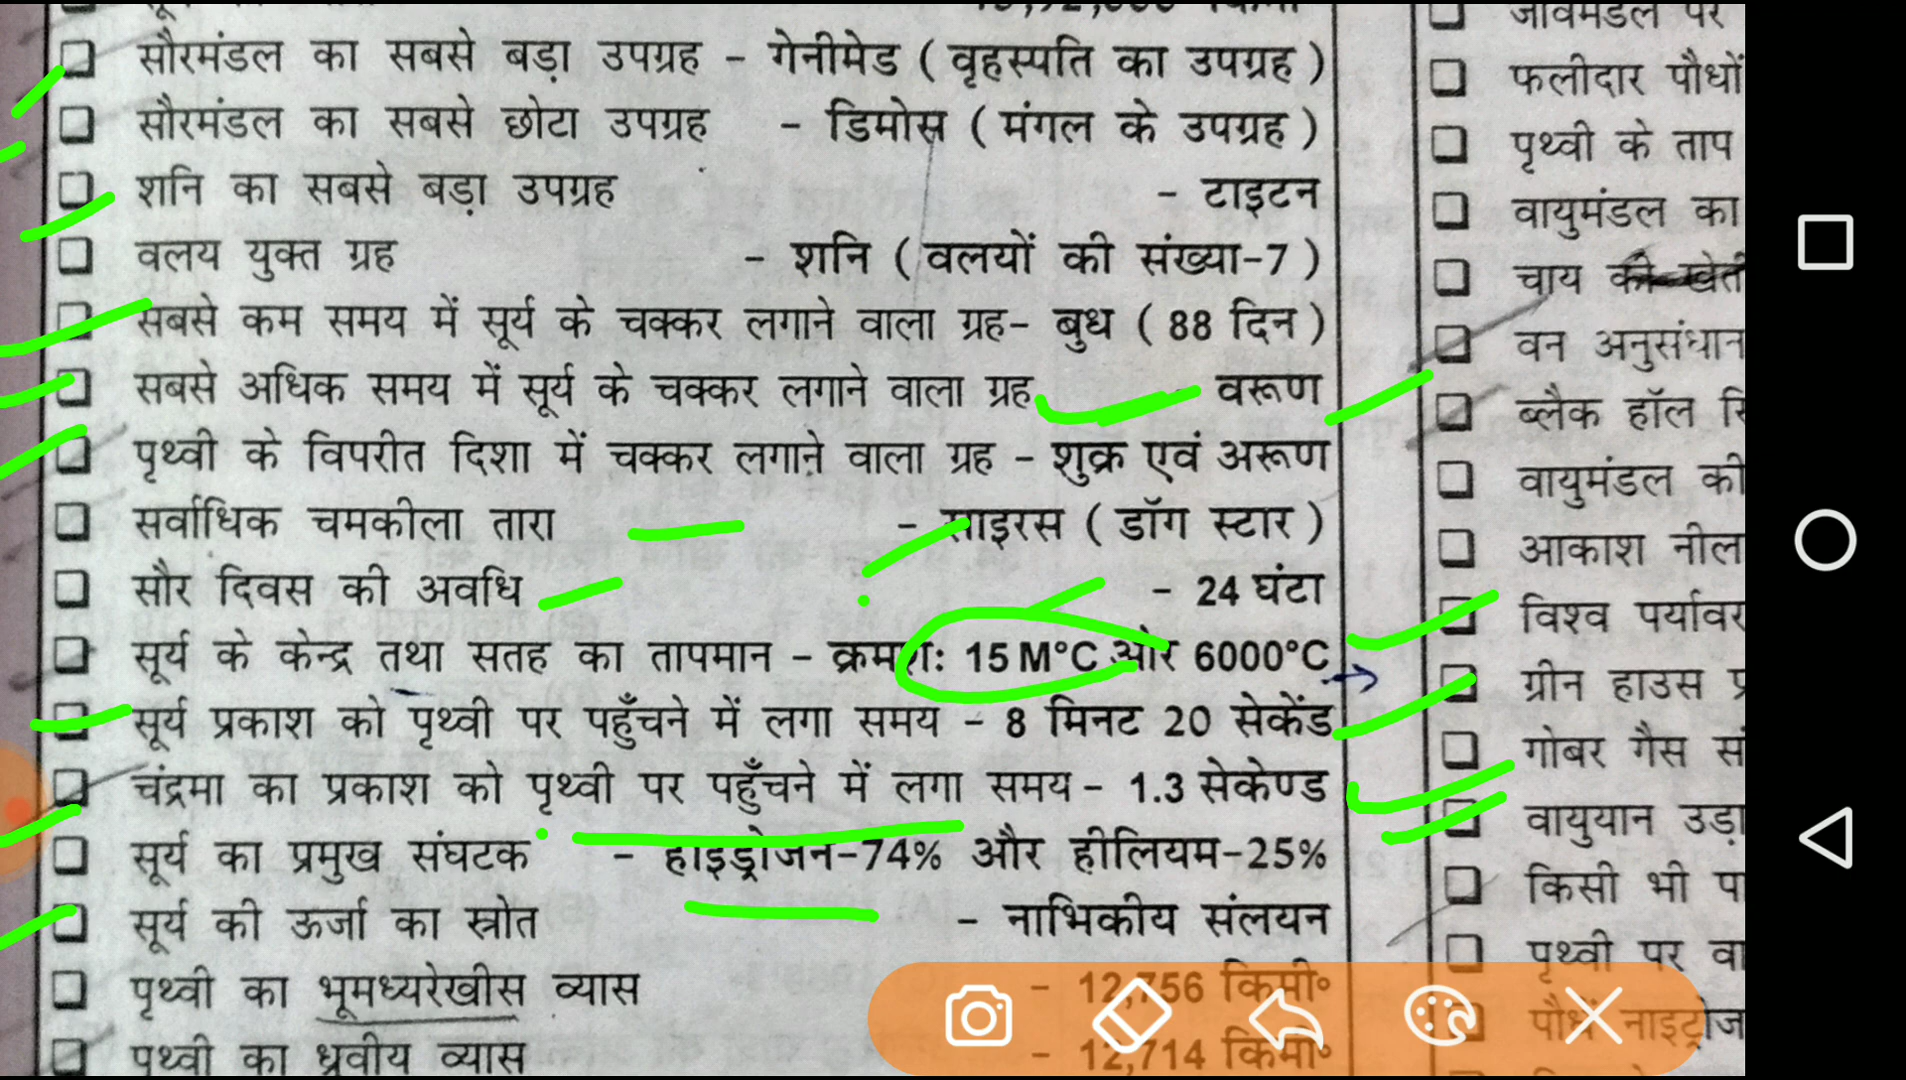 सौरमंडल का सबसे बड़ा उपग्रह - गेनीमेड ( वृहस्पति का उपग्रह )
सौरमंडल का सबसे छोटा उपग्रह - डिमोस ( मंगल के उपग्रह )
शनि का सबसे बड़ा उपग्रह - टाइटन
वलय युक्त ग्रह - शनि ( वलयों की संख्या-7 )
सबसे कम समय में सूर्य के चक्कर लगाने वाला ग्रह- बुध ( 88 दिन )
सबसे अधिक समय में सूर्य के चक्कर लगाने वाला ग्रह वरूण
पृथ्वी के विपरीत दिशा में चक्कर लगाने वाला ग्रह - शुक्र एवं अरूण
सर्वाधिक चमकीला तारा - साइरस ( डॉग स्टार )
सौर दिवस की अवधि - 24 घंटा
सूर्य के केन्द्र तथा सतह का तापमान - क्रमशः 15 M°C और 6000°C
सूर्य प्रकाश को पृथ्वी पर पहुँचने में लगा समय - 8 मिनट 20 सेकेंड
चंद्रमा का प्रकाश को पृथ्वी पर पहुँचने में लगा समय - 1.3 सेकेण्ड
सूर्य का प्रमुख संघटक - हाइड्रोजन-74% और हीलियम-25%
सूर्य की ऊर्जा का स्रोत - नाभिकीय संलयन
पृथ्वी का भूमध्यरेखीस व्यास - 12,756 किमी॰
पृथ्वी का ध्रुवीय व्यास - 12,714 किमी॰
जीवमंडल पर
फलीदार पौधों
पृथ्वी के ताप
वायुमंडल का
चाय की खेती
वन अनुसंधान
ब्लैक हॉल
वायुमंडल की
आकाश नील
विश्व पर्यावर
ग्रीन हाउस
गोबर गैस
वायुयान उड़ा
किसी भी
पृथ्वी पर वा
पौधे नाइट्रोज